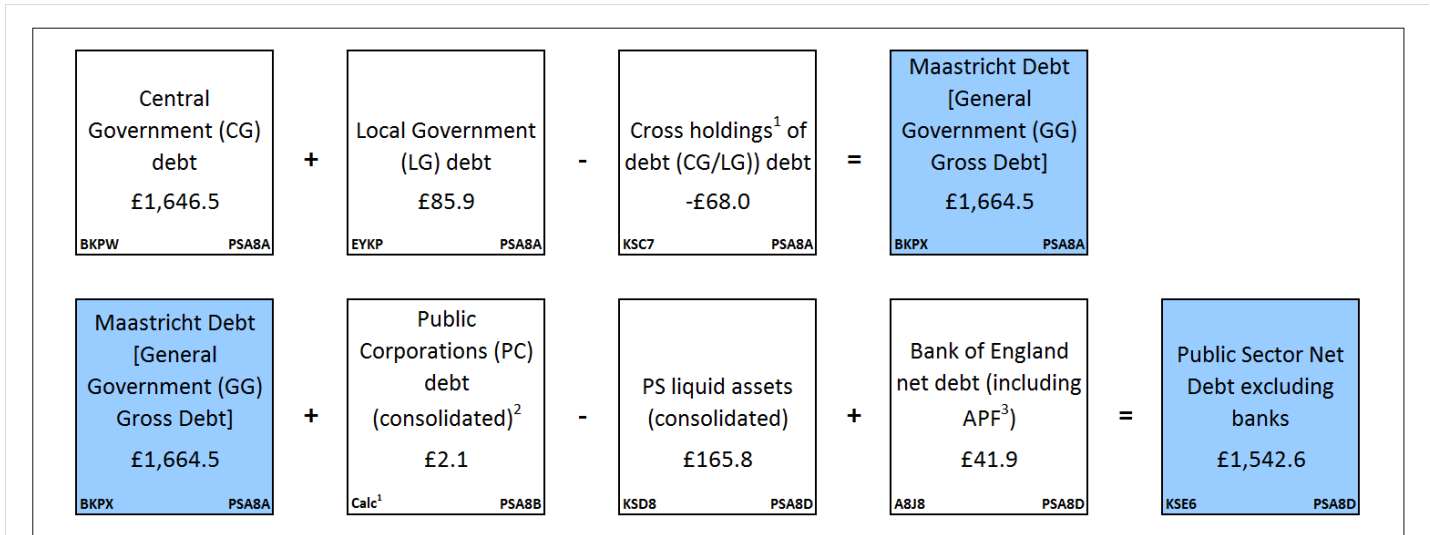 Central
Government (CG)
debt
£1,646.5
BKPW PSA8A
+
Local Government
(LG) debt
£85.9
EYKP PSA8A
-
Cross holdings¹ of
debt (CG/LG)) debt
-£68.0
KSC7 PSA8A
=
Maastricht Debt
[General
Government (GG)
Gross Debt]
£1,664.5
BKPX PSA8A
Maastricht Debt
[General
Government (GG)
Gross Debt]
£1,664.5
BKPX PSA8A
+
Public
Corporations (PC)
debt
(consolidated)²
£2.1
Calc¹ PSA8B
-
PS liquid assets
(consolidated)
£165.8
KSD8 PSA8D
+
Bank of England
net debt (including
APF³)
£41.9
A8J8 PSA8D
=
Public Sector Net
Debt excluding
banks
£1,542.6
KSE6 PSA8D